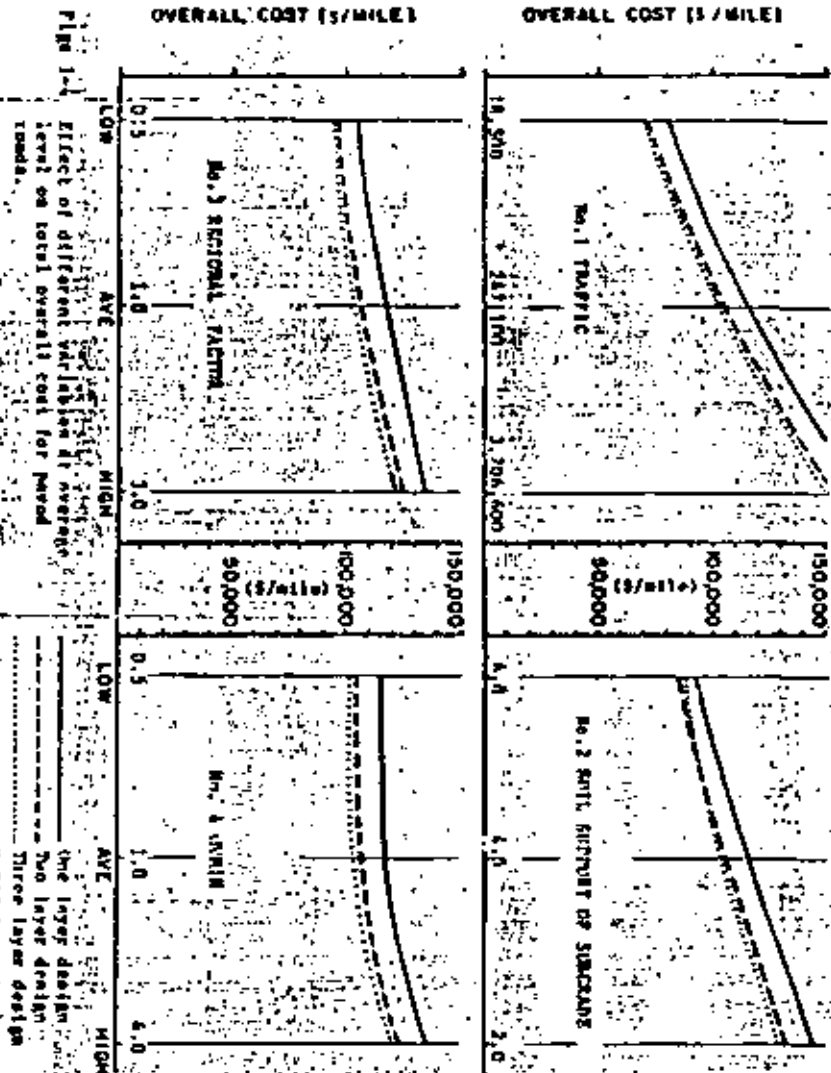 OVERALL COST [$/MILE]
OVERALL COST [$/MILE]
150,000
100,000
50,000
($/mile)
No.1 TRAFFIC
3,706,600
No.2 SOIL SUPPORT OF SUBGRADE
6.0
2.0
150,000
100,000
50,000
($/mile)
No.3 REGIONAL FACTOR
0.5
1.0
3.0
LOW
AVE
HIGH
0.5
1.0
4.0
LOW
AVE
HIGH
Effect of different variables at average
level on total overall cost for paved
roads.
One layer design
Two layer design
Three layer design